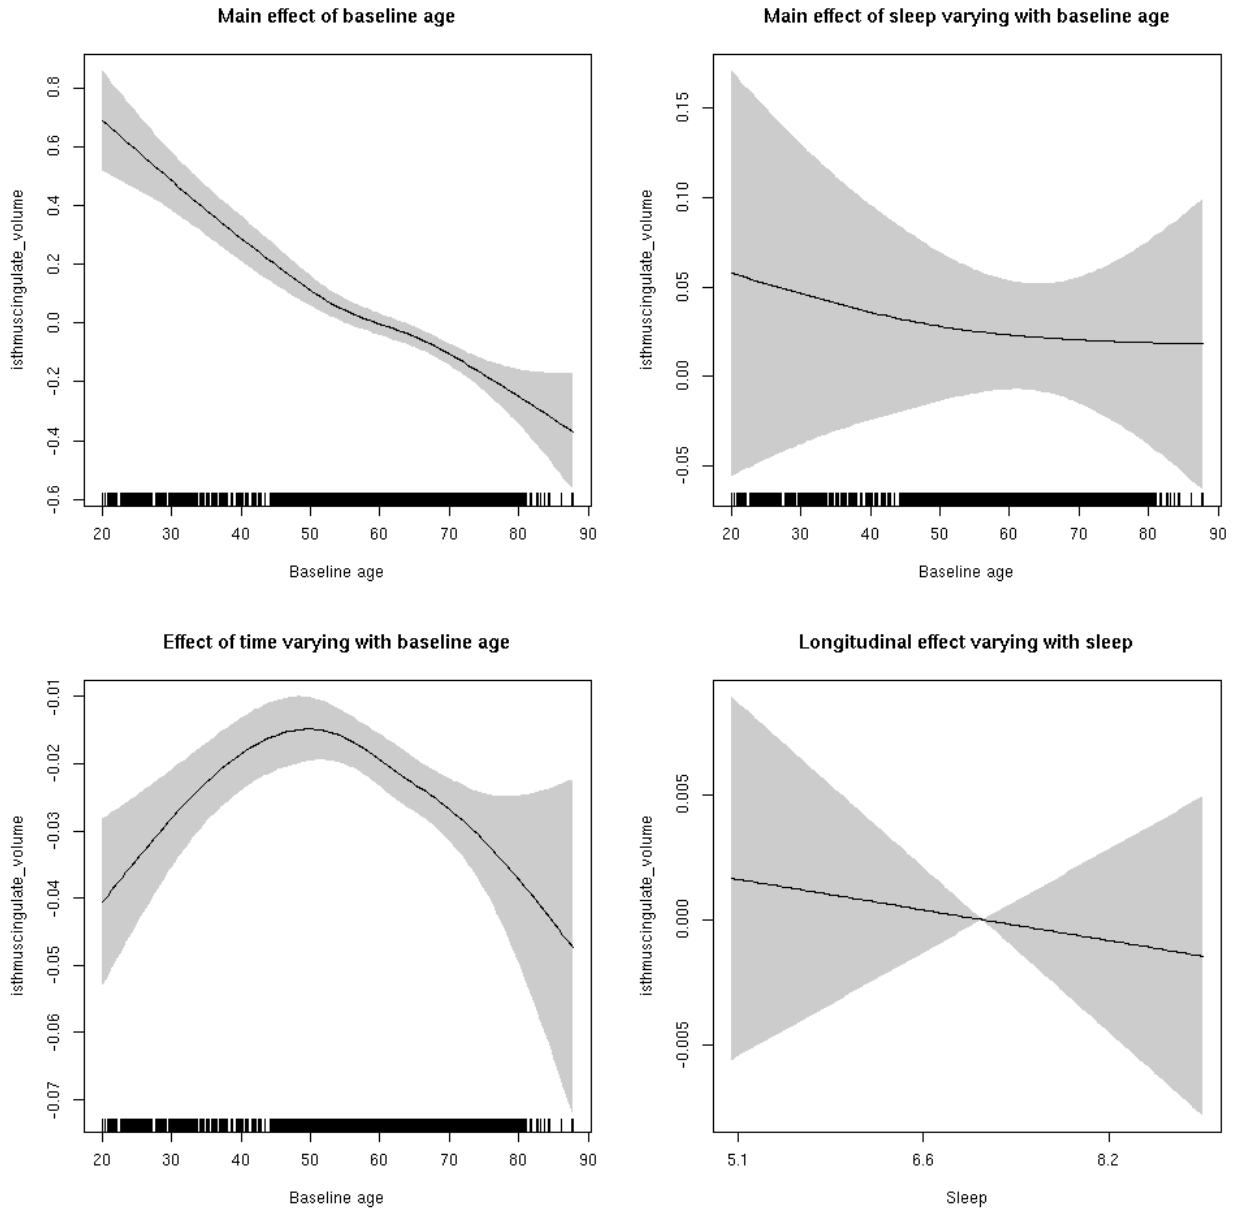 Main effect of baseline age
isthmuscingulate_volume
0.8
0.6
0.4
0.2
0.0
-0.2
-0.4
-0.6
20 30 40 50 60 70 80 90
Baseline age
Main effect of sleep varying with baseline age
isthmuscingulate_volume
0.15
0.10
0.05
0.00
-0.05
20 30 40 50 60 70 80 90
Baseline age
Effect of time varying with baseline age
isthmuscingulate_volume
-0.01
-0.02
-0.03
-0.04
-0.05
-0.06
-0.07
20 30 40 50 60 70 80 90
Baseline age
Longitudinal effect varying with sleep
isthmuscingulate_volume
0.005
0.000
-0.005
5.1 6.6 8.2
Sleep